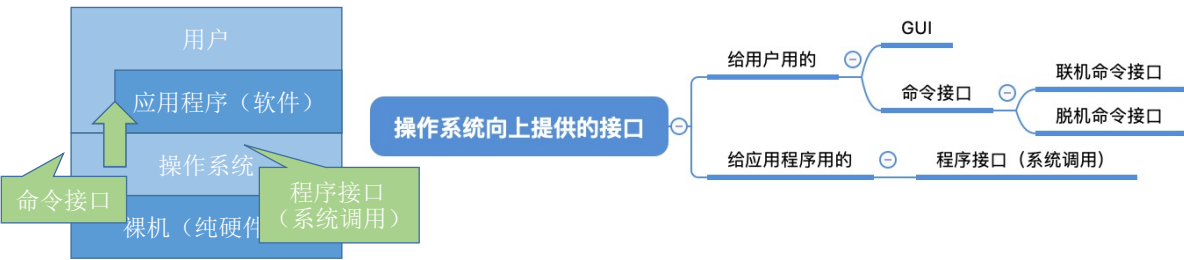 用户
应用程序（软件）
操作系统
命令接口
程序接口
（系统调用）
裸机（纯硬件
操作系统向上提供的接口
给用户用的
GUI
命令接口
联机命令接口
脱机命令接口
给应用程序用的
程序接口（系统调用）